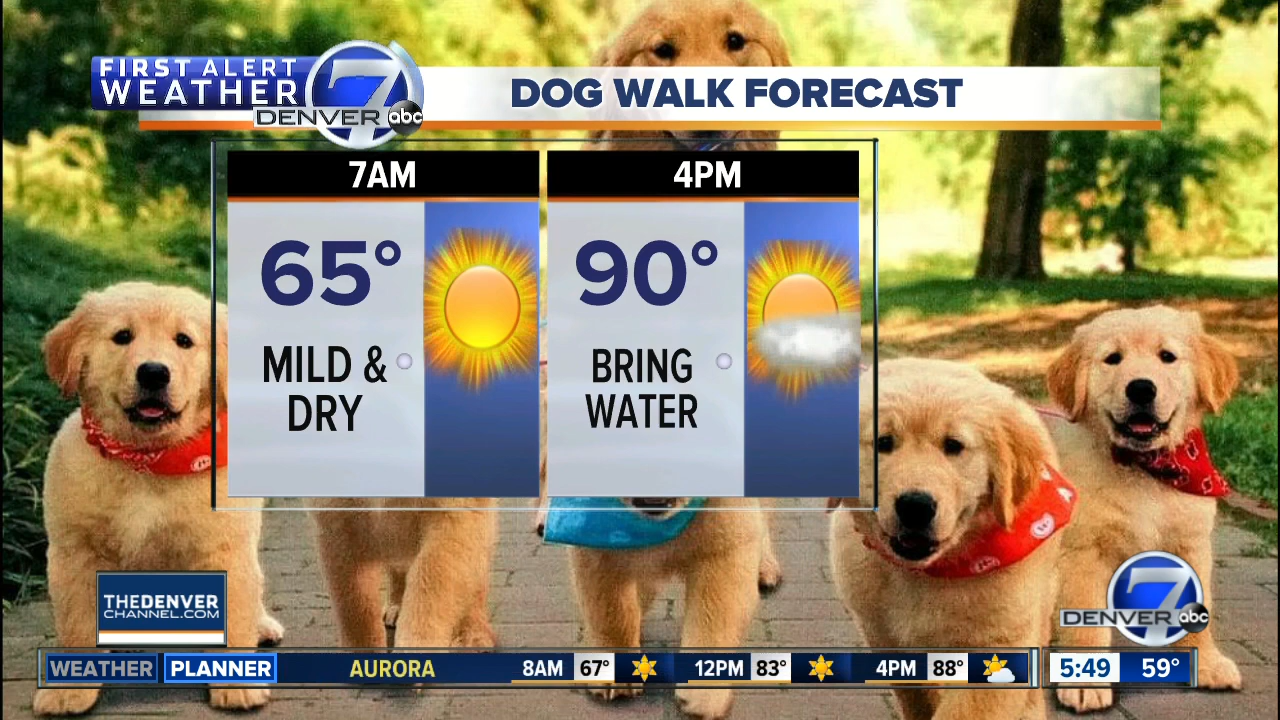 FIRST ALERT
WEATHER
7
DENVER abc
DOG WALK FORECAST
7AM
65°
MILD &
DRY
4PM
90°
BRING
WATER
THEDENVER
CHANNEL.COM
7
DENVER abc
WEATHER PLANNER AURORA 8AM 67° 12PM 83° 4PM 88° 5:49 59°